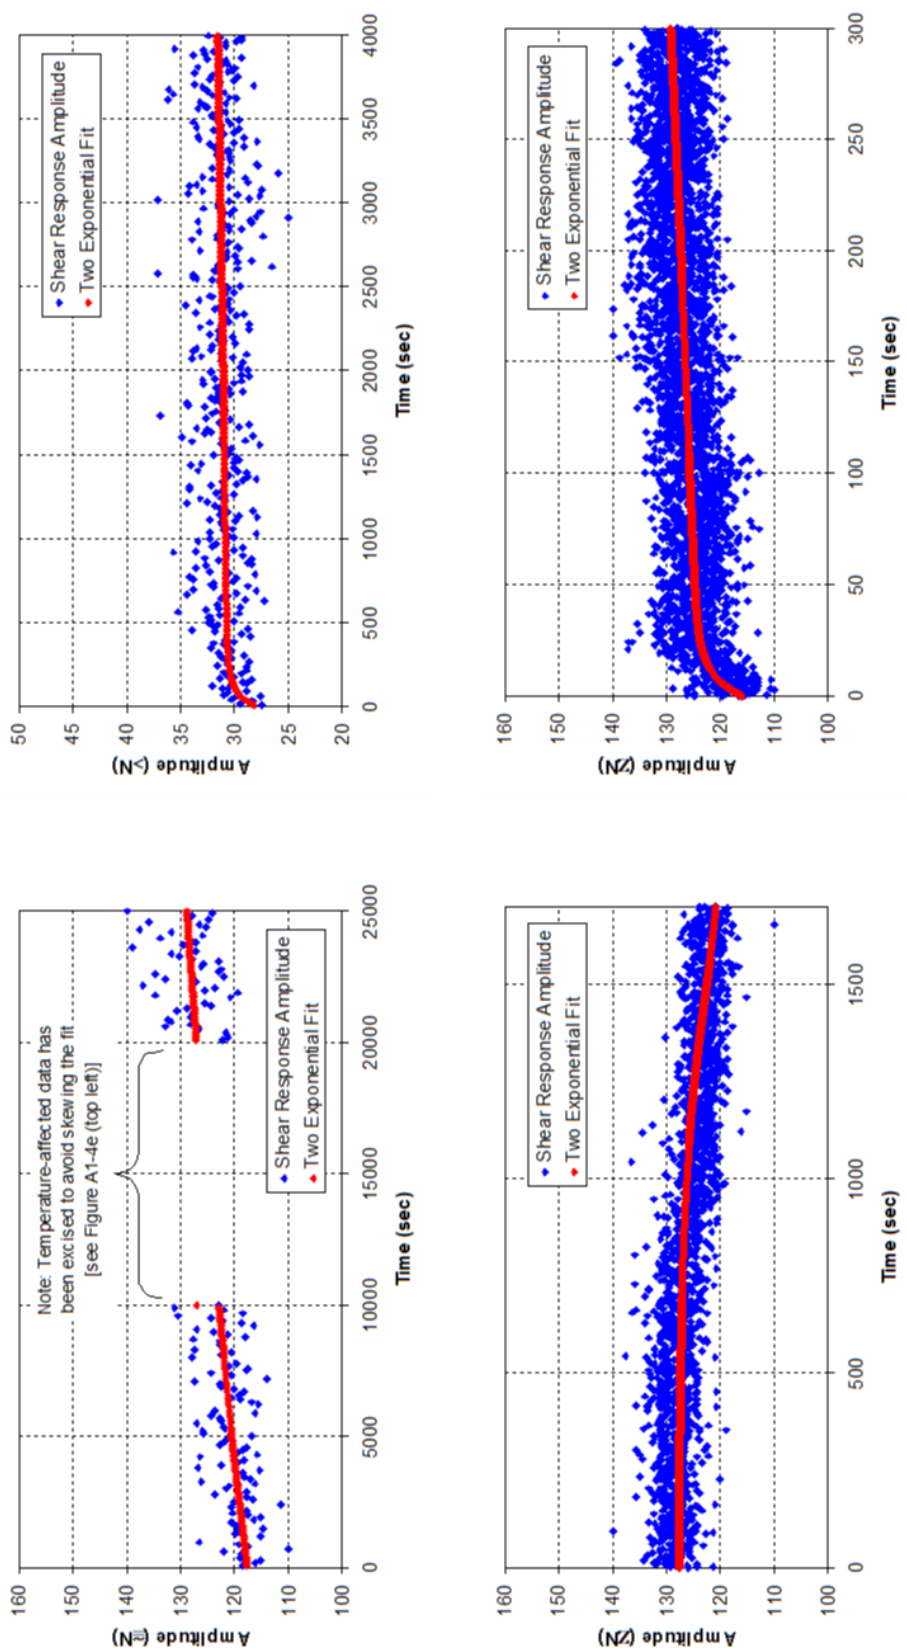 160
150
140
130
120
110
100
Amplitude
Note: Temperature-affected data has
been excised to avoid skewing the fit
[see Figure A1-4e (top left)]
Shear Response Amplitude
Two Exponential Fit
0
5000
10000
15000
20000
25000
Time (sec)
50
45
40
35
30
25
20
Amplitude
Shear Response Amplitude
Two Exponential Fit
0
500
1000
1500
2000
2500
3000
3500
4000
Time (sec)
160
150
140
130
120
110
100
Amplitude
Shear Response Amplitude
Two Exponential Fit
0
500
1000
1500
Time (sec)
160
150
140
130
120
110
100
Amplitude
Shear Response Amplitude
Two Exponential Fit
0
50
100
150
200
250
300
Time (sec)